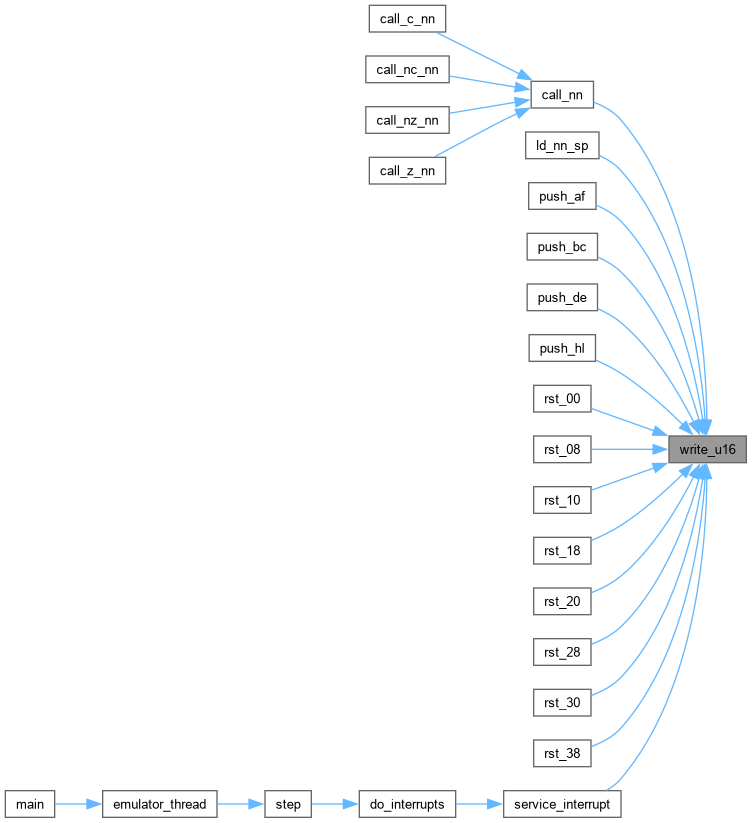 call_c_nn
call_nc_nn
call_nn
call_nz_nn
ld_nn_sp
call_z_nn
push_af
push_bc
push_de
push_hl
rst_00
rst_08
write_u16
rst_10
rst_18
rst_20
rst_28
rst_30
rst_38
main
emulator_thread
step
do_interrupts
service_interrupt